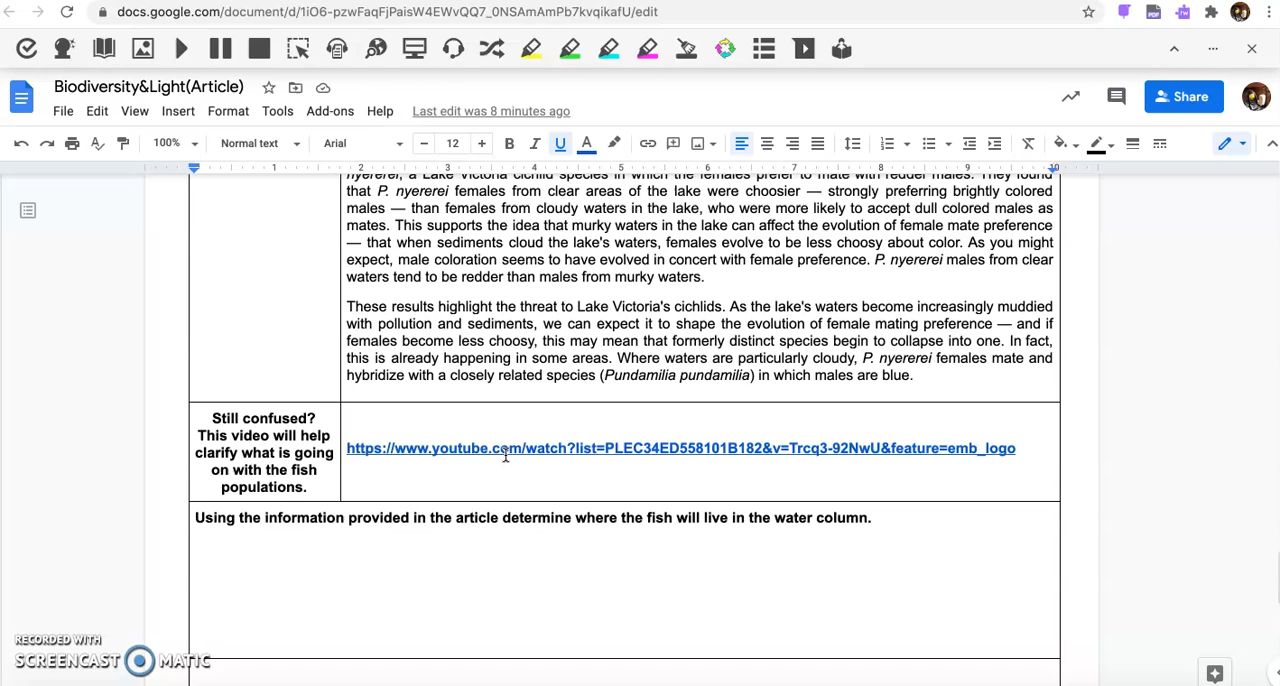 docs.google.com/document/d/1iO6-pzwFaqFjPaisW4EWvQQ7_0NSAmAmPb7kvqikafU/edit
Biodiversity&Light(Article)
Share
File Edit View Insert Format Tools Add-ons Help Last edit was 8 minutes ago
100% Normal text Arial 12
1 2 3 4 5 6 7 8 9 10
nyererei, a Lake Victoria cichlid species in which the females prefer to mate with redder males. They found
that P. nyererei females from clear areas of the lake were choosier — strongly preferring brightly colored
males — than females from cloudy waters in the lake, who were more likely to accept dull colored males as
mates. This supports the idea that murky waters in the lake can affect the evolution of female mate preference
— that when sediments cloud the lake's waters, females evolve to be less choosy about color. As you might
expect, male coloration seems to have evolved in concert with female preference. P. nyererei males from clear
waters tend to be redder than males from murky waters.
These results highlight the threat to Lake Victoria's cichlids. As the lake's waters become increasingly muddied
with pollution and sediments, we can expect it to shape the evolution of female mating preference — and if
females become less choosy, this may mean that formerly distinct species begin to collapse into one. In fact,
this is already happening in some areas. Where waters are particularly cloudy, P. nyererei females mate and
hybridize with a closely related species (Pundamilia pundamilia) in which males are blue.
Still confused?
This video will help
clarify what is going
on with the fish
populations.
https://www.youtube.com/watch?list=PLEC34ED558101B182&v=Trcq3-92NwU&feature=emb_logo
Using the information provided in the article determine where the fish will live in the water column.
RECORDED WITH
SCREENCAST MATIC